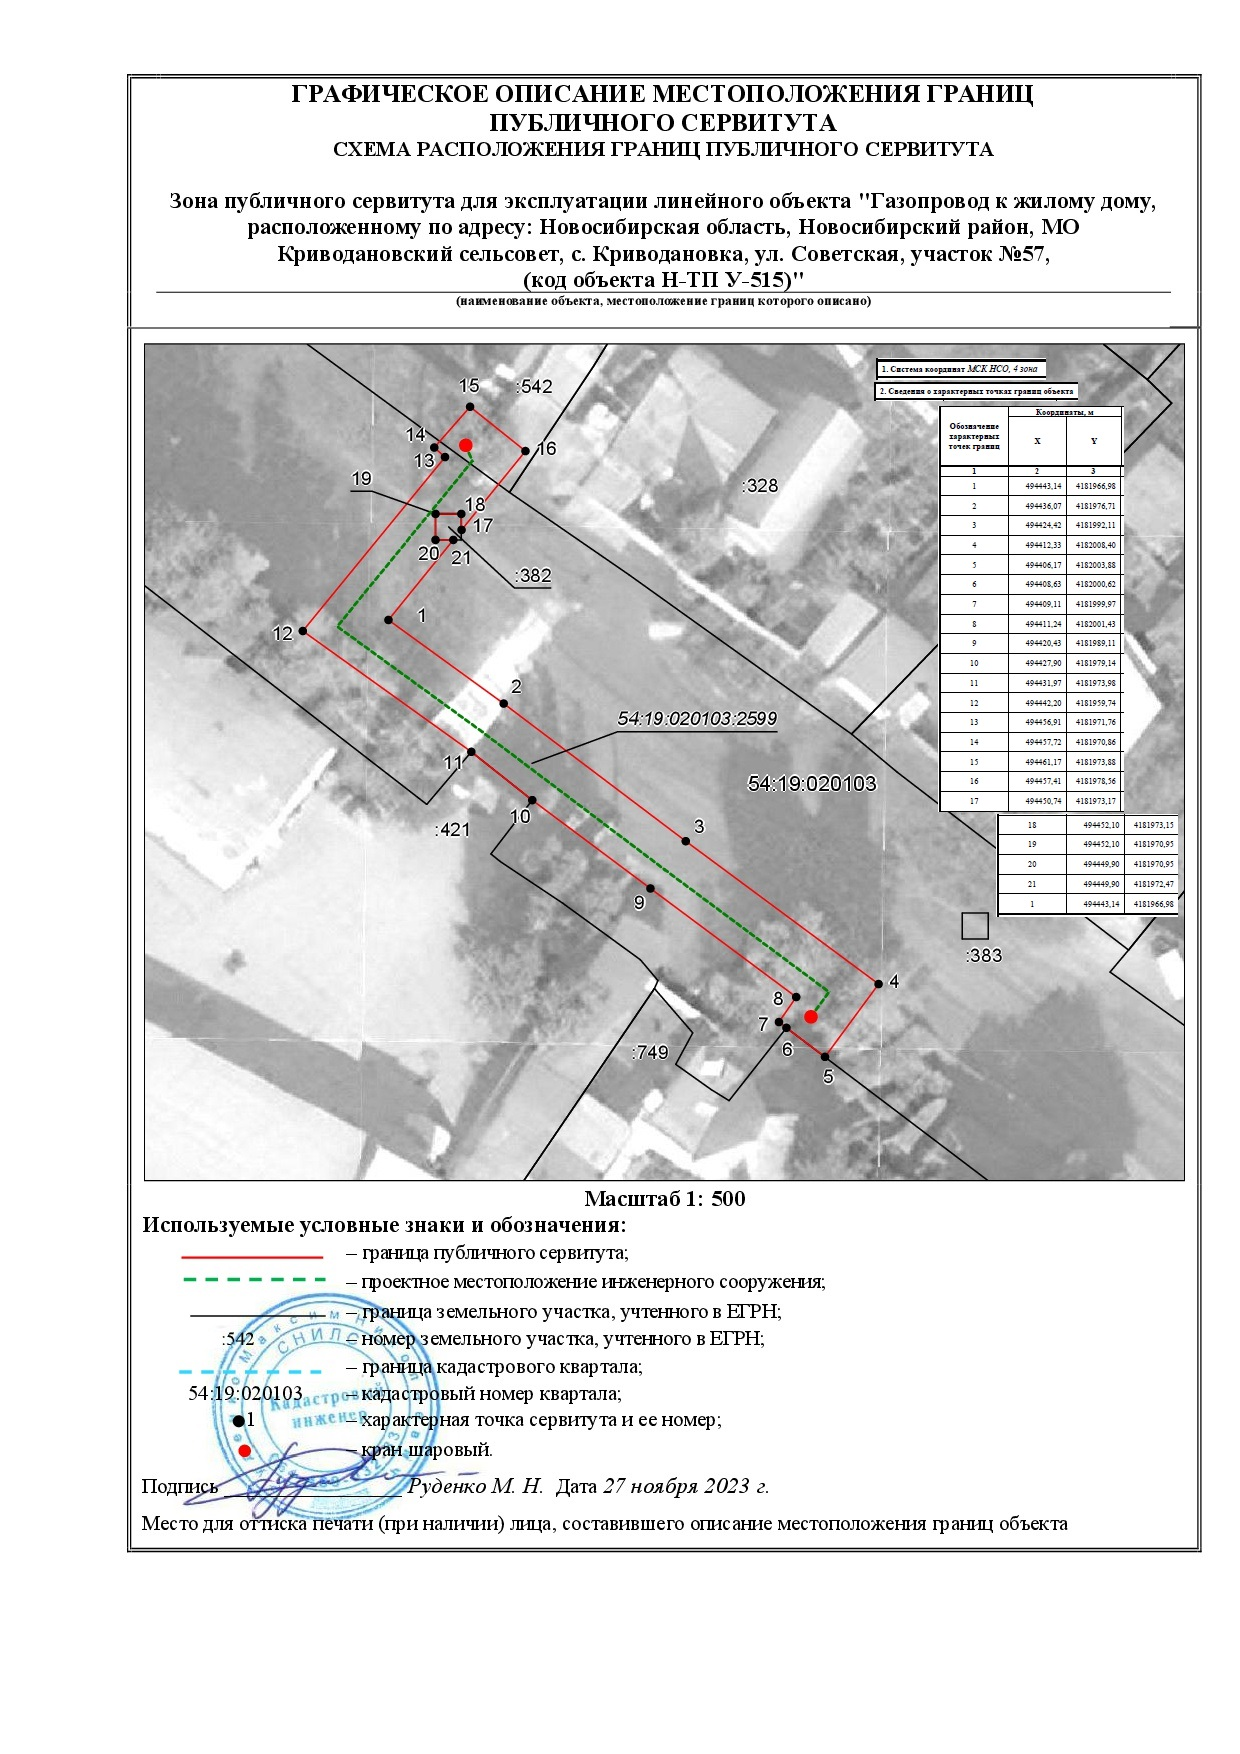 ГРАФИЧЕСКОЕ ОПИСАНИЕ МЕСТОПОЛОЖЕНИЯ ГРАНИЦ
ПУБЛИЧНОГО СЕРВИТУТА
СХЕМА РАСПОЛОЖЕНИЯ ГРАНИЦ ПУБЛИЧНОГО СЕРВИТУТА
Зона публичного сервитута для эксплуатации линейного объекта "Газопровод к жилому дому,
расположенному по адресу: Новосибирская область, Новосибирский район, МО
Криводановский сельсовет, с. Криводановка, ул. Советская, участок №57,
(код объекта Н-ТП У-515)"
(наименование объекта, местоположение границ которого описано)
1. Система координат МСК НСО, 4 зона
2. Сведения о характерных точках границ объекта
Обозначение характерных точек границ
Координаты, м
X Y
1 2 3
1 494443,14 4181966,98
2 494436,07 4181976,71
3 494424,42 4181992,11
4 494412,33 4182008,40
5 494406,17 4182003,88
6 494408,63 4182000,62
7 494409,11 4181999,97
8 494411,24 4182001,43
9 494420,43 4181989,11
10 494427,90 4181979,14
11 494431,97 4181973,98
12 494442,20 4181959,74
13 494456,91 4181971,76
14 494457,72 4181970,86
15 494461,17 4181973,88
16 494457,41 4181978,56
17 494450,74 4181973,17
18 494452,10 4181973,15
19 494452,10 4181970,95
20 494449,90 4181970,95
21 494449,90 4181972,47
1 494443,14 4181966,98
15
:542
14
13
16
19
18
17
20
21
:382
:328
1
12
2
54:19:020103:2599
11
54:19:020103
10
:421
3
9
:383
4
8
7
6
:749
5
Масштаб 1: 500
Используемые условные знаки и обозначения:
– граница публичного сервитута;
– проектное местоположение инженерного сооружения;
– граница земельного участка, учтенного в ЕГРН;
:542 – номер земельного участка, учтенного в ЕГРН;
– граница кадастрового квартала;
54:19:020103 – кадастровый номер квартала;
1 – характерная точка сервитута и ее номер;
– кран шаровый.
СНИЛС
Кадастровый
инженер
Подпись Руденко М. Н. Дата 27 ноября 2023 г.
Место для оттиска печати (при наличии) лица, составившего описание местоположения границ объекта